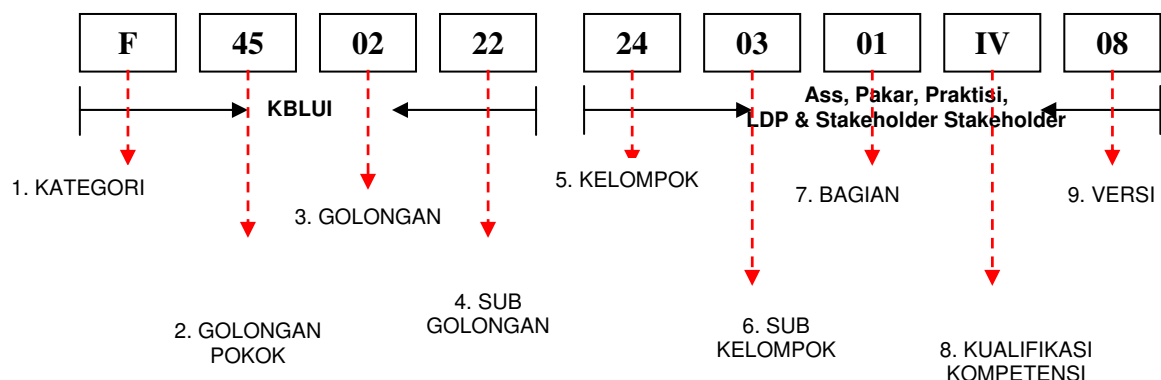 F 45 02 22 24 03 01 IV 08
KBLUI
Ass, Pakar, Praktisi,
LDP & Stakeholder Stakeholder
1. KATEGORI
5. KELOMPOK
7. BAGIAN
9. VERSI
3. GOLONGAN
4. SUB
GOLONGAN
2. GOLONGAN
POKOK
6. SUB
KELOMPOK
8. KUALIFIKASI
KOMPETENSI